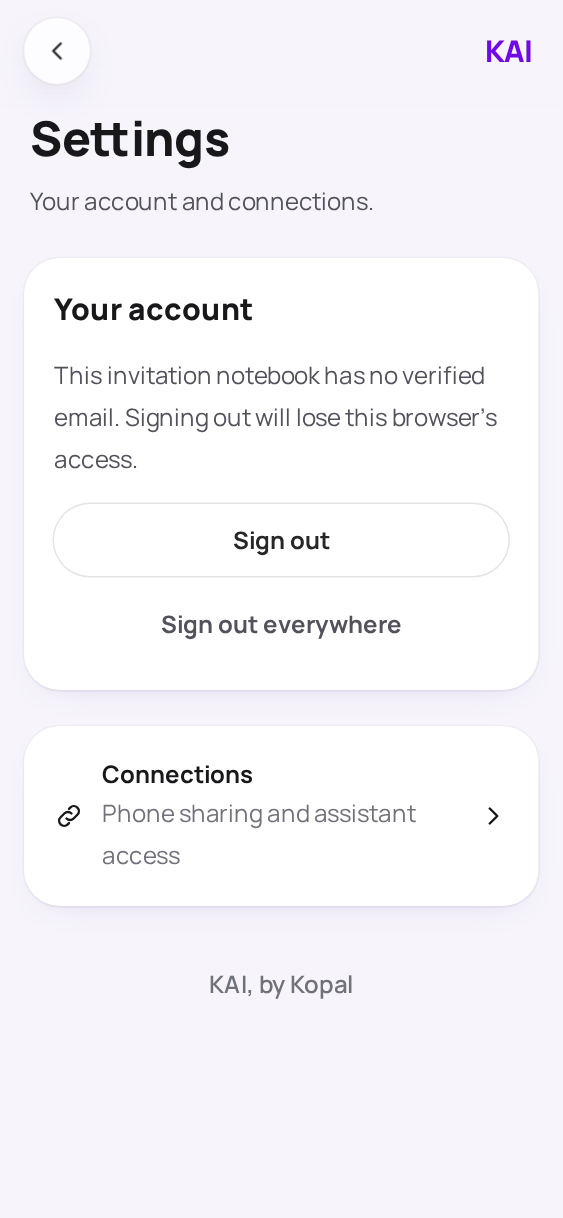 KAI
Settings
Your account and connections.
Your account
This invitation notebook has no verified
email. Signing out will lose this browser’s
access.
Sign out
Sign out everywhere
Connections
Phone sharing and assistant
access
KAI, by Kopal